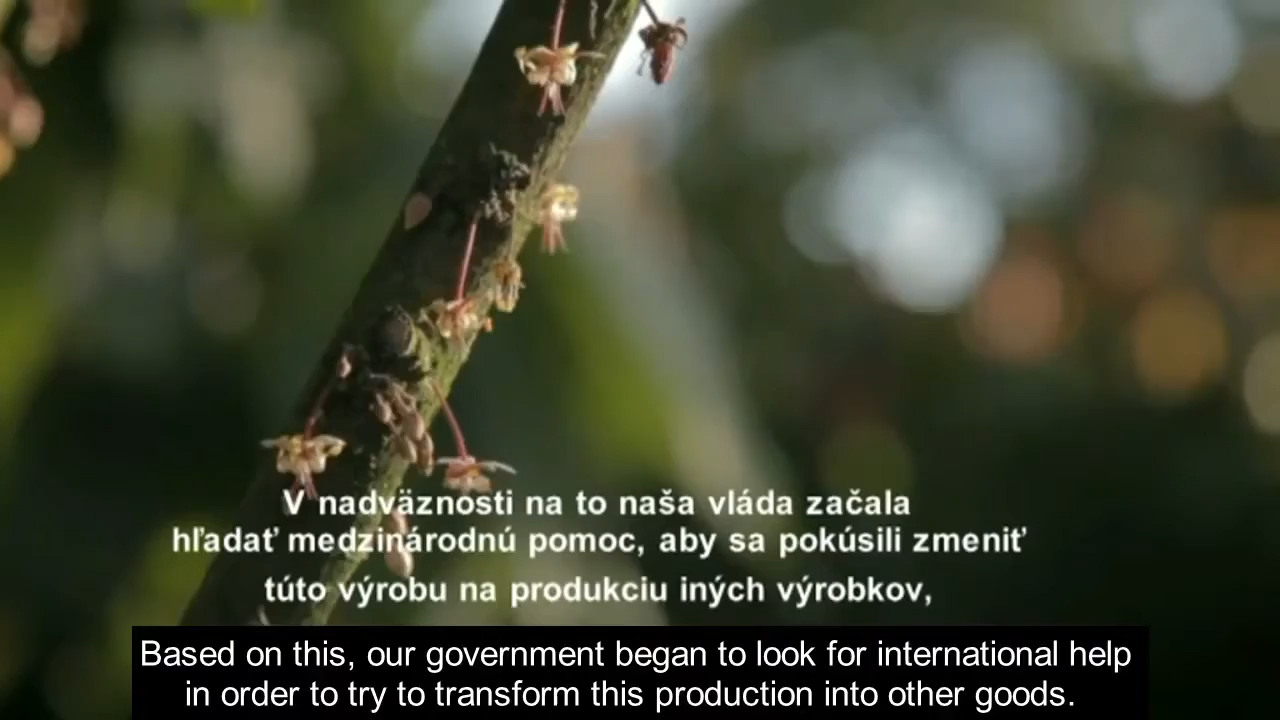 V nadväznosti na to naša vláda začala
hľadať medzinárodnú pomoc, aby sa pokúsili zmeniť
túto výrobu na produkciu iných výrobkov,
Based on this, our government began to look for international help
in order to try to transform this production into other goods.